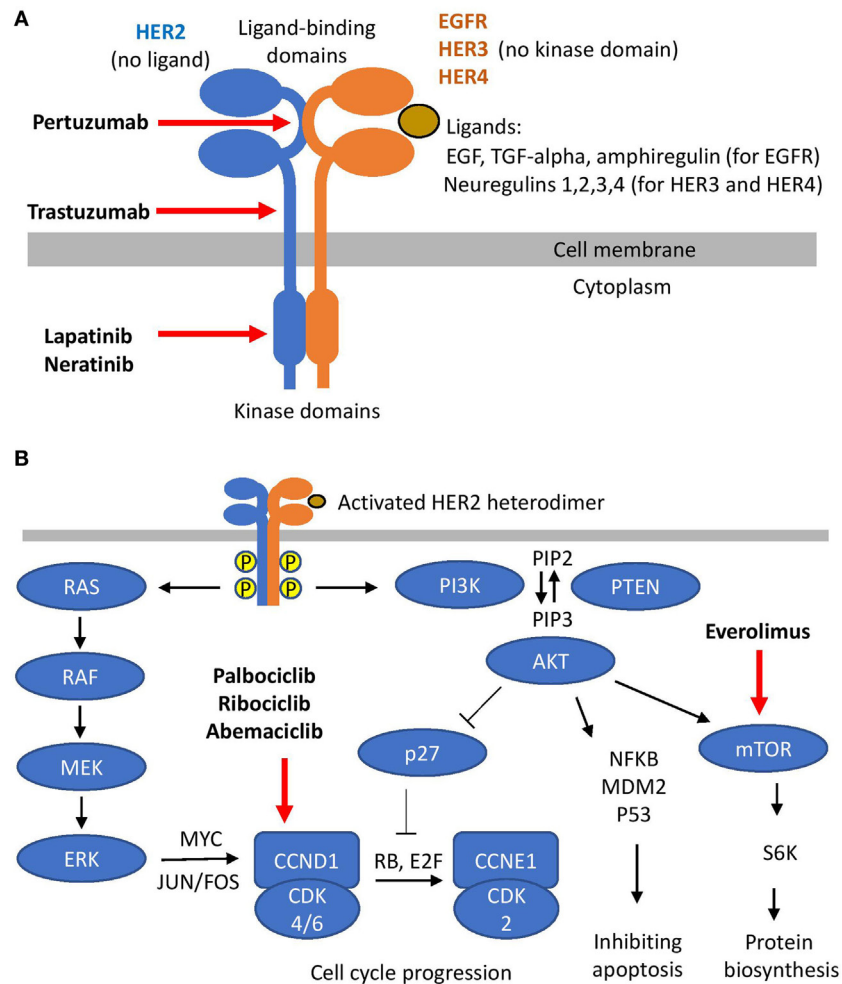 A
HER2
(no ligand)
Ligand-binding
domains
EGFR
HER3 (no kinase domain)
HER4
Pertuzumab
Ligands:
EGF, TGF-alpha, amphiregulin (for EGFR)
Neuregulins 1,2,3,4 (for HER3 and HER4)
Trastuzumab
Cell membrane
Cytoplasm
Lapatinib
Neratinib
Kinase domains
B
Activated HER2 heterodimer
P P
P P
RAS
PI3K
PIP2
PTEN
PIP3
RAF
AKT
Everolimus
Palbociclib
Ribociclib
Abemaciclib
MEK
p27
NFKB
MDM2
P53
mTOR
ERK
MYC
JUN/FOS
CCND1
CDK
4/6
RB, E2F
CCNE1
CDK
2
S6K
Cell cycle progression
Inhibiting
apoptosis
Protein
biosynthesis